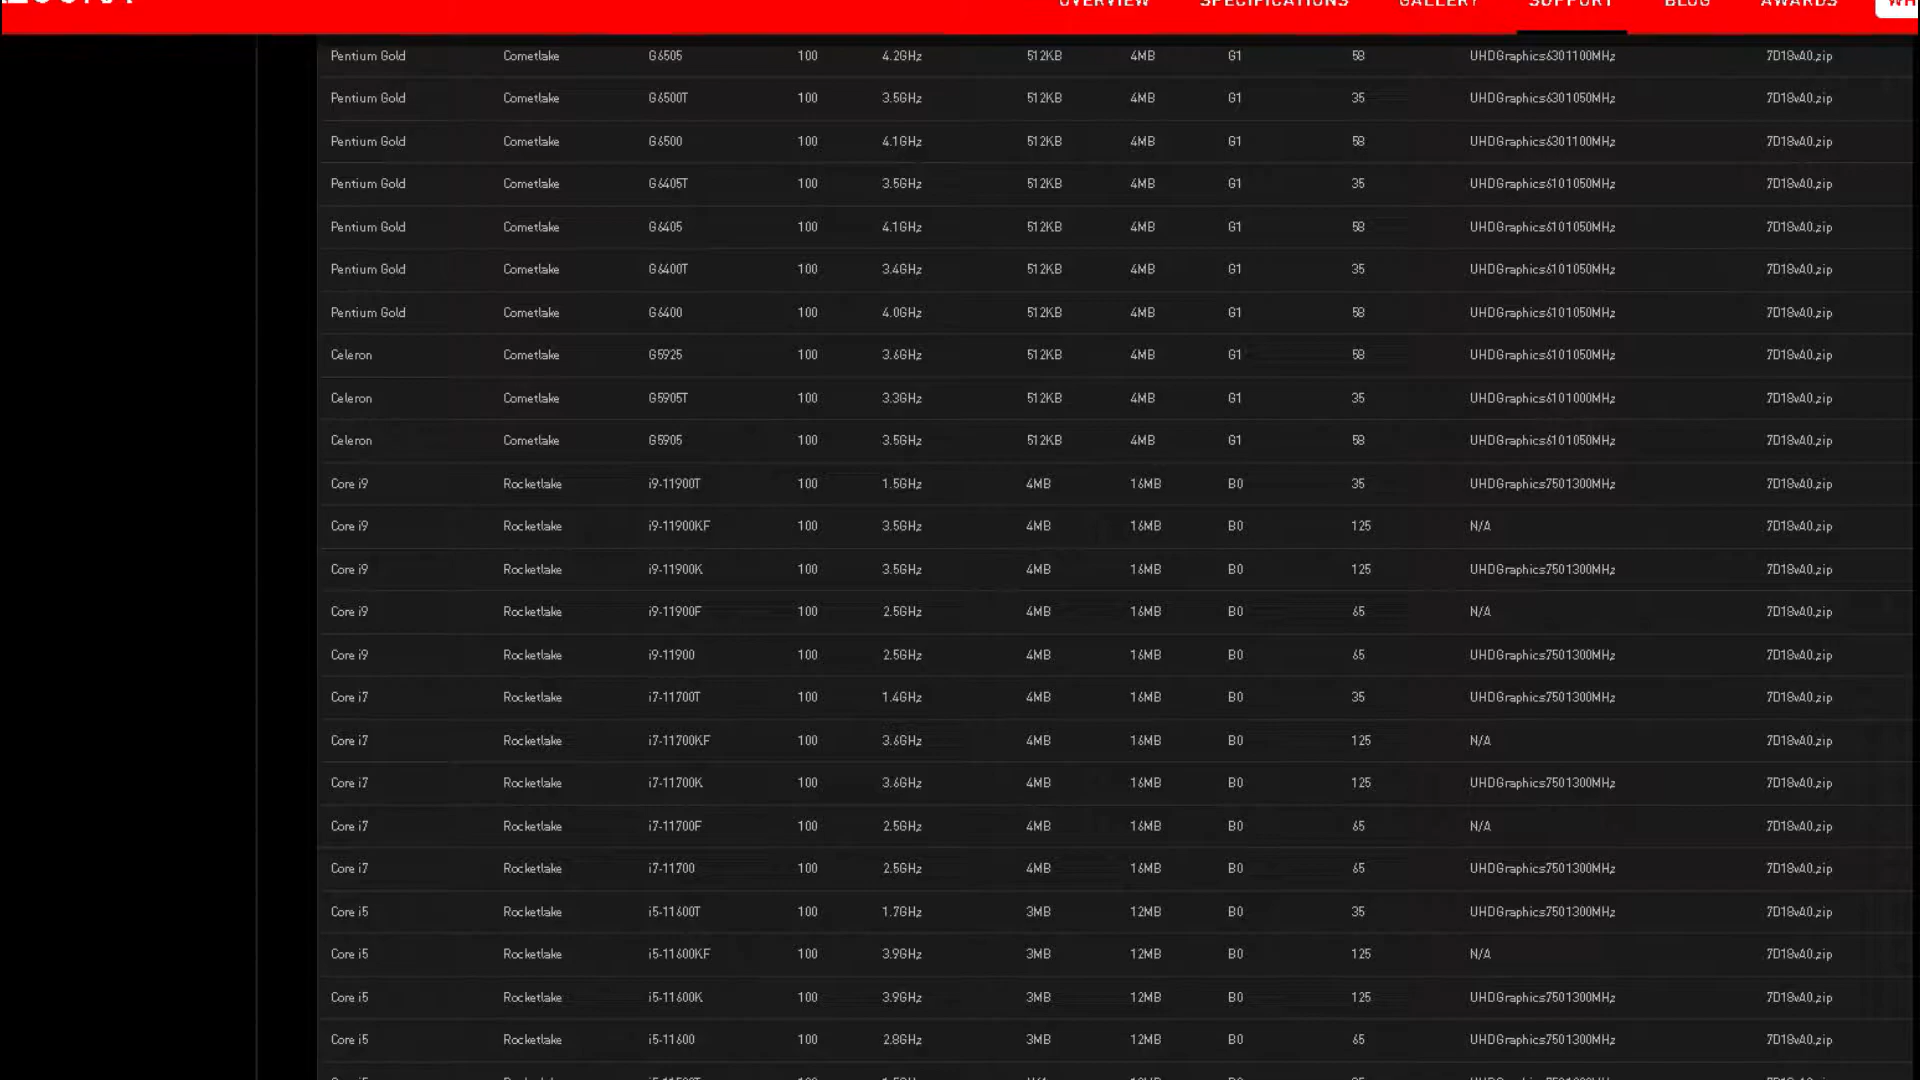 OVERVIEW SPECIFICATIONS GALLERY SUPPORT BLOG AWARDS WH
Pentium Gold Cometlake G6505 100 4.2GHz 512KB 4MB G1 58 UHDGraphics6301100MHz 7D18vA0.zip
Pentium Gold Cometlake G6500T 100 3.5GHz 512KB 4MB G1 35 UHDGraphics6301050MHz 7D18vA0.zip
Pentium Gold Cometlake G6500 100 4.1GHz 512KB 4MB G1 58 UHDGraphics6301100MHz 7D18vA0.zip
Pentium Gold Cometlake G6405T 100 3.5GHz 512KB 4MB G1 35 UHDGraphics6101050MHz 7D18vA0.zip
Pentium Gold Cometlake G6405 100 4.1GHz 512KB 4MB G1 58 UHDGraphics6101050MHz 7D18vA0.zip
Pentium Gold Cometlake G6400T 100 3.4GHz 512KB 4MB G1 35 UHDGraphics6101050MHz 7D18vA0.zip
Pentium Gold Cometlake G6400 100 4.0GHz 512KB 4MB G1 58 UHDGraphics6101050MHz 7D18vA0.zip
Celeron Cometlake G5925 100 3.6GHz 512KB 4MB G1 58 UHDGraphics6101050MHz 7D18vA0.zip
Celeron Cometlake G5905T 100 3.3GHz 512KB 4MB G1 35 UHDGraphics6101000MHz 7D18vA0.zip
Celeron Cometlake G5905 100 3.5GHz 512KB 4MB G1 58 UHDGraphics6101050MHz 7D18vA0.zip
Core i9 Rocketlake i9-11900T 100 1.5GHz 4MB 16MB B0 35 UHDGraphics7501300MHz 7D18vA0.zip
Core i9 Rocketlake i9-11900KF 100 3.5GHz 4MB 16MB B0 125 N/A 7D18vA0.zip
Core i9 Rocketlake i9-11900K 100 3.5GHz 4MB 16MB B0 125 UHDGraphics7501300MHz 7D18vA0.zip
Core i9 Rocketlake i9-11900F 100 2.5GHz 4MB 16MB B0 65 N/A 7D18vA0.zip
Core i9 Rocketlake i9-11900 100 2.5GHz 4MB 16MB B0 65 UHDGraphics7501300MHz 7D18vA0.zip
Core i7 Rocketlake i7-11700T 100 1.4GHz 4MB 16MB B0 35 UHDGraphics7501300MHz 7D18vA0.zip
Core i7 Rocketlake i7-11700KF 100 3.6GHz 4MB 16MB B0 125 N/A 7D18vA0.zip
Core i7 Rocketlake i7-11700K 100 3.6GHz 4MB 16MB B0 125 UHDGraphics7501300MHz 7D18vA0.zip
Core i7 Rocketlake i7-11700F 100 2.5GHz 4MB 16MB B0 65 N/A 7D18vA0.zip
Core i7 Rocketlake i7-11700 100 2.5GHz 4MB 16MB B0 65 UHDGraphics7501300MHz 7D18vA0.zip
Core i5 Rocketlake i5-11600T 100 1.7GHz 3MB 12MB B0 35 UHDGraphics7501300MHz 7D18vA0.zip
Core i5 Rocketlake i5-11600KF 100 3.9GHz 3MB 12MB B0 125 N/A 7D18vA0.zip
Core i5 Rocketlake i5-11600K 100 3.9GHz 3MB 12MB B0 125 UHDGraphics7501300MHz 7D18vA0.zip
Core i5 Rocketlake i5-11600 100 2.8GHz 3MB 12MB B0 65 UHDGraphics7501300MHz 7D18vA0.zip